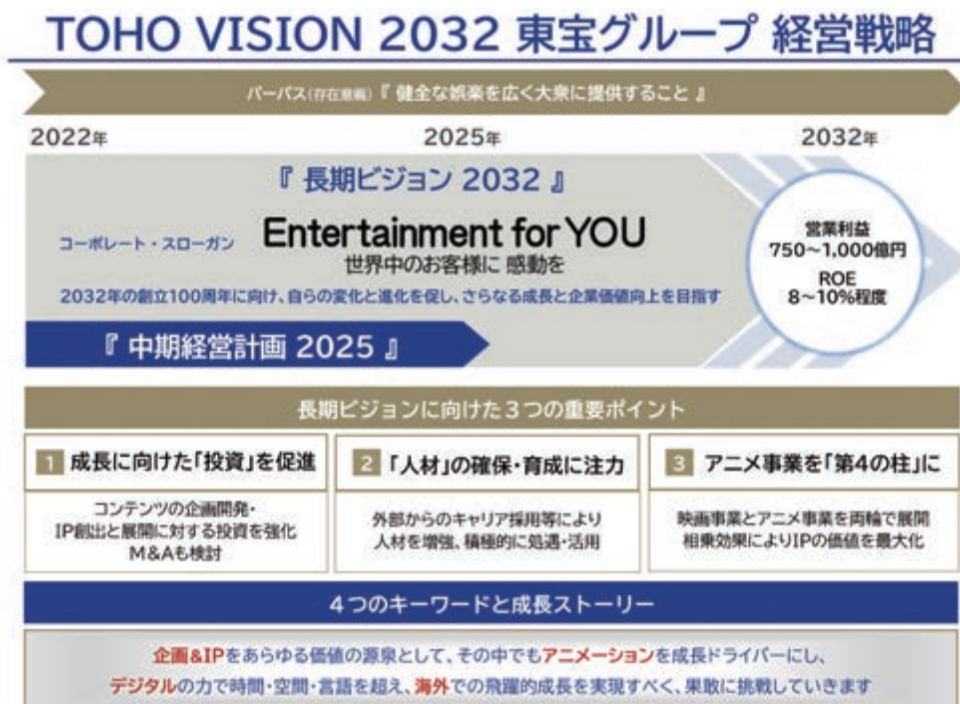 TOHO VISION 2032 東宝グループ 経営戦略
パーパス(存在意義)『 健全な娯楽を広く大衆に提供すること 』
2022年
2025年
2032年
『 長期ビジョン 2032 』
コーポレート・スローガン
Entertainment for YOU
世界中のお客様に 感動を
2032年の創立100周年に向け、自らの変化と進化を促し、さらなる成長と企業価値向上を目指す
営業利益
750～1,000億円
ROE
8～10%程度
『 中期経営計画 2025 』
長期ビジョンに向けた3つの重要ポイント
1 成長に向けた「投資」を促進
コンテンツの企画開発・
IP創出と展開に対する投資を強化
M&Aも検討
2 「人材」の確保・育成に注力
外部からのキャリア採用等により
人材を増強、積極的に処遇・活用
3 アニメ事業を「第4の柱」に
映画事業とアニメ事業を両輪で展開
相乗効果によりIPの価値を最大化
4つのキーワードと成長ストーリー
企画&IPをあらゆる価値の源泉として、その中でもアニメーションを成長ドライバーにし、
デジタルの力で時間・空間・言語を超え、海外での飛躍的成長を実現すべく、果敢に挑戦していきます